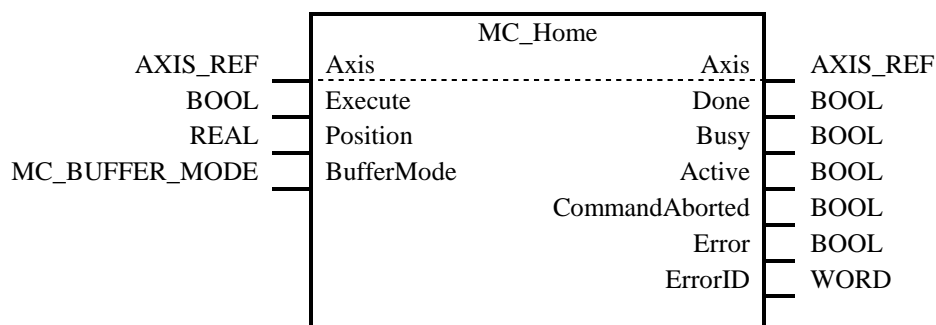 MC_Home
AXIS_REF Axis Axis AXIS_REF
BOOL Execute Done BOOL
REAL Position Busy BOOL
MC_BUFFER_MODE BufferMode Active BOOL
CommandAborted BOOL
Error BOOL
ErrorID WORD